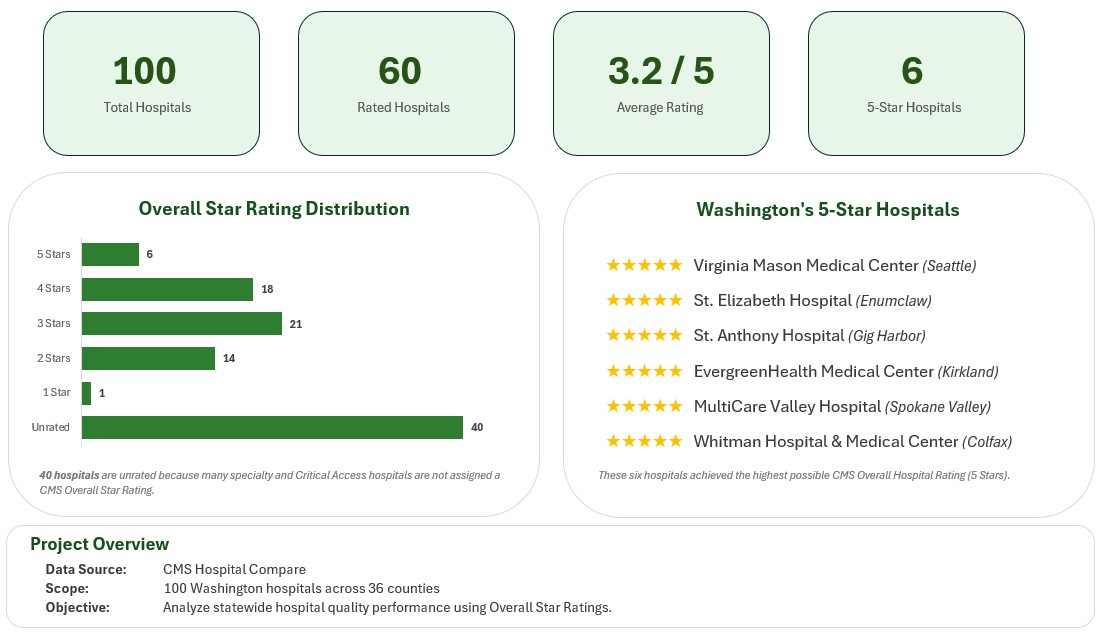 100
Total Hospitals
60
Rated Hospitals
3.2 / 5
Average Rating
6
5-Star Hospitals
Overall Star Rating Distribution
5 Stars 6
4 Stars 18
3 Stars 21
2 Stars 14
1 Star 1
Unrated 40
40 hospitals are unrated because many specialty and Critical Access hospitals are not assigned a
CMS Overall Star Rating.
Washington's 5-Star Hospitals
★★★★★ Virginia Mason Medical Center (Seattle)
★★★★★ St. Elizabeth Hospital (Enumclaw)
★★★★★ St. Anthony Hospital (Gig Harbor)
★★★★★ EvergreenHealth Medical Center (Kirkland)
★★★★★ MultiCare Valley Hospital (Spokane Valley)
★★★★★ Whitman Hospital & Medical Center (Colfax)
These six hospitals achieved the highest possible CMS Overall Hospital Rating (5 Stars).
Project Overview
Data Source: CMS Hospital Compare
Scope: 100 Washington hospitals across 36 counties
Objective: Analyze statewide hospital quality performance using Overall Star Ratings.